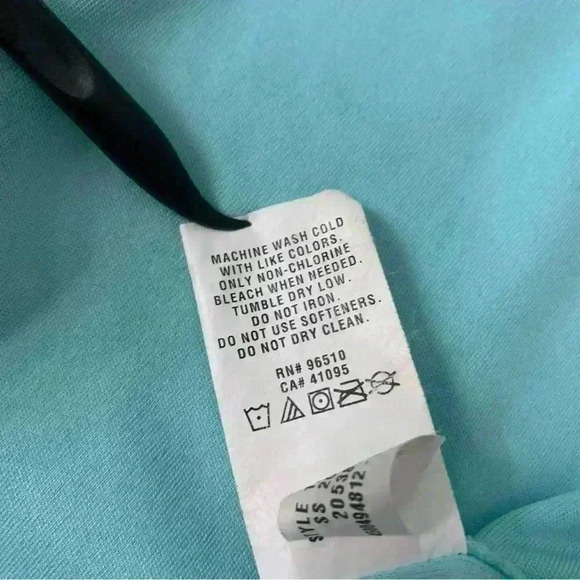 MACHINE WASH COLD
WITH LIKE COLORS.
ONLY NON-CHLORINE
BLEACH WHEN NEEDED.
TUMBLE DRY LOW.
DO NOT IRON.
DO NOT USE SOFTENERS.
DO NOT DRY CLEAN.
RN# 96510
CA# 41095
STYLE
SS